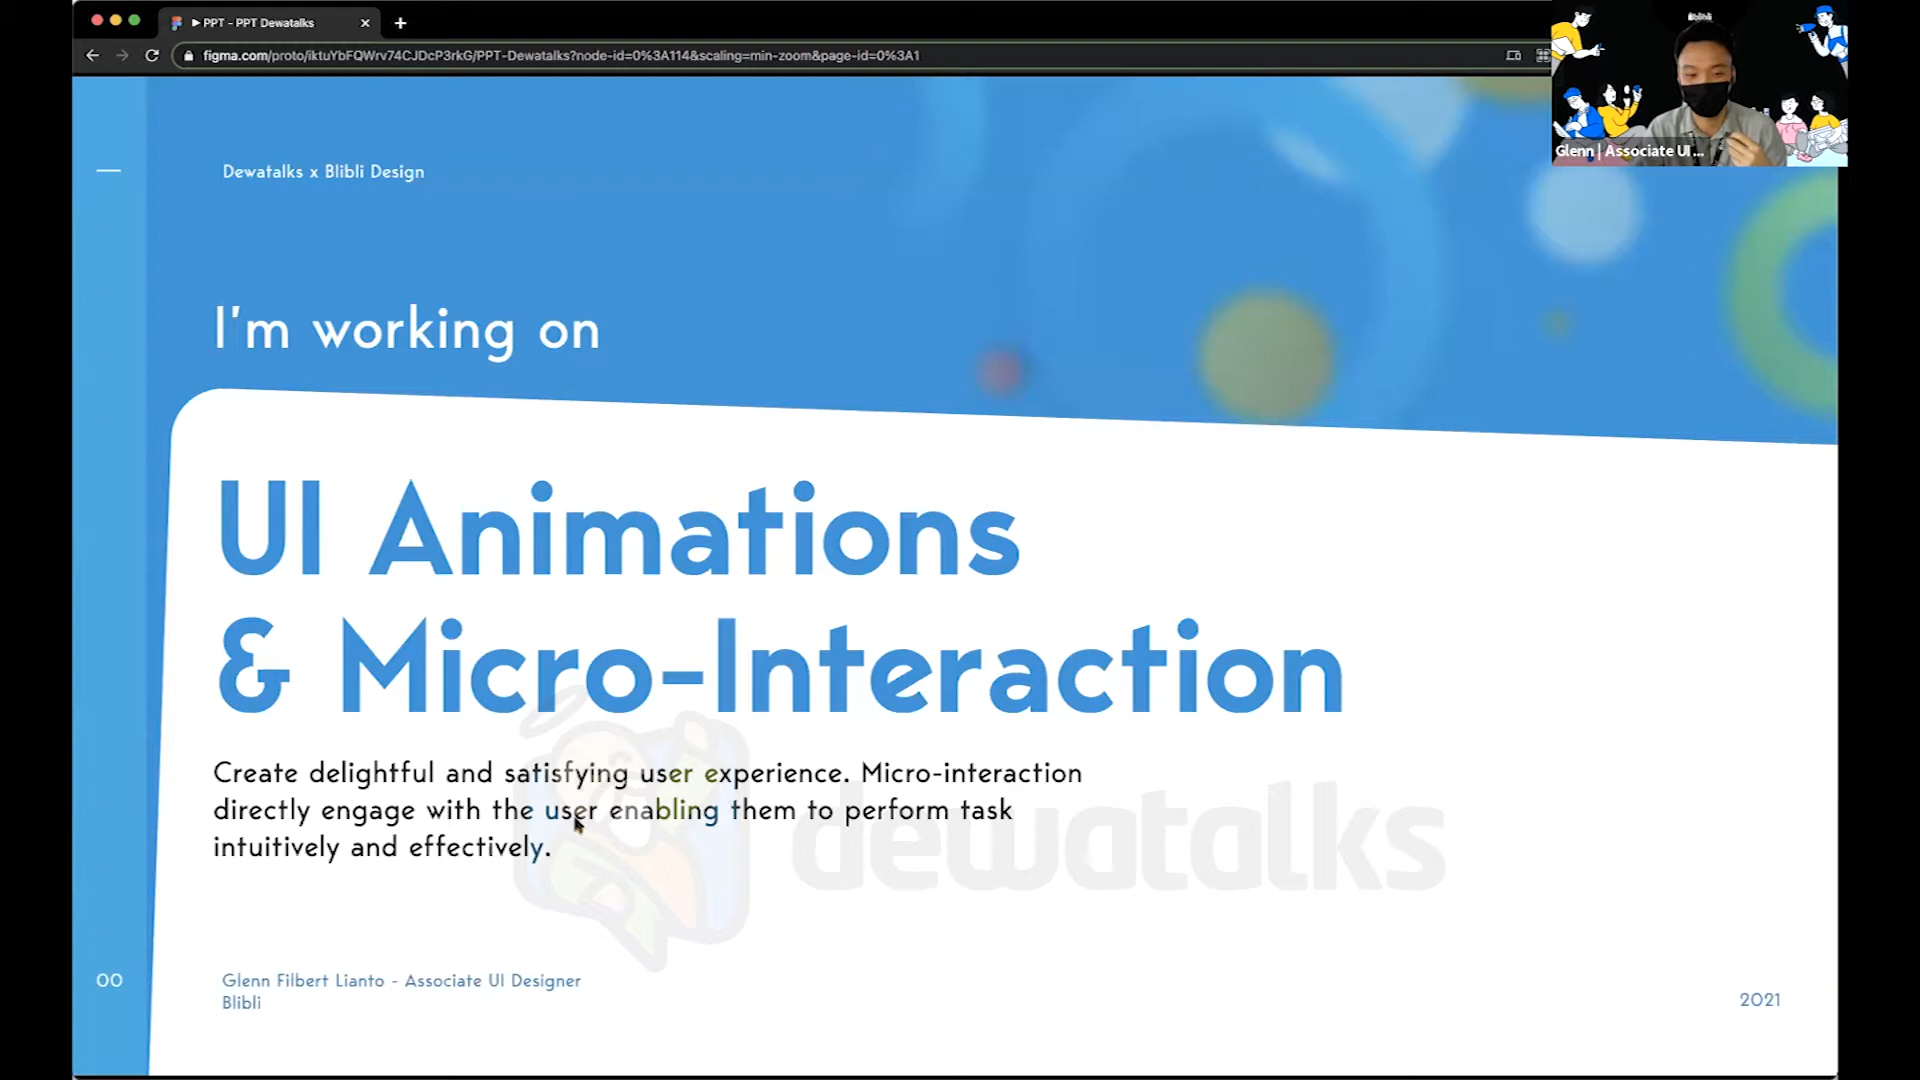 PPT - PPT Dewatalks
figma.com/proto/iktuYbFQWrv74CJDcP3rkG/PPT-Dewatalks?node-id=0%3A114&scaling=min-zoom&page-id=0%3A1
Glenn | Associate UI ...
Dewatalks x Blibli Design
I'm working on
UI Animations
& Micro-Interaction
Create delightful and satisfying user experience. Micro-interaction
directly engage with the user enabling them to perform task
intuitively and effectively.
dewatalks
00
Glenn Filbert Lianto - Associate UI Designer
Blibli
2021